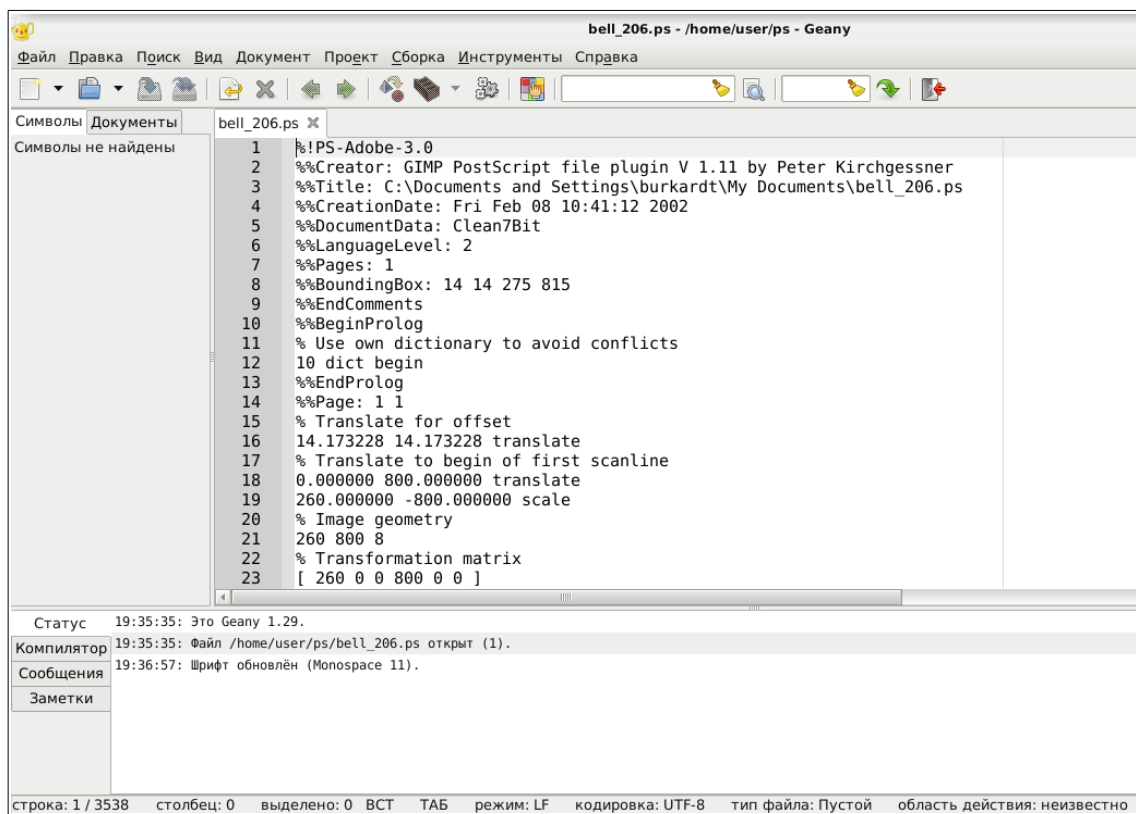 bell_206.ps - /home/user/ps - Geany
Файл Правка Поиск Вид Документ Проект Сборка Инструменты Справка
Символы Документы
bell_206.ps
Символы не найдены
1 %!PS-Adobe-3.0
2 %%Creator: GIMP PostScript file plugin V 1.11 by Peter Kirchgessner
3 %%Title: C:\Documents and Settings\burkardt\My Documents\bell_206.ps
4 %%CreationDate: Fri Feb 08 10:41:12 2002
5 %%DocumentData: Clean7Bit
6 %%LanguageLevel: 2
7 %%Pages: 1
8 %%BoundingBox: 14 14 275 815
9 %%EndComments
10 %%BeginProlog
11 % Use own dictionary to avoid conflicts
12 10 dict begin
13 %%EndProlog
14 %%Page: 1 1
15 % Translate for offset
16 14.173228 14.173228 translate
17 % Translate to begin of first scanline
18 0.000000 800.000000 translate
19 260.000000 -800.000000 scale
20 % Image geometry
21 260 800 8
22 % Transformation matrix
23 [ 260 0 0 800 0 0 ]
Статус
Компилятор
Сообщения
Заметки
19:35:35: Это Geany 1.29.
19:35:35: Файл /home/user/ps/bell_206.ps открыт (1).
19:36:57: Шрифт обновлён (Monospace 11).
строка: 1 / 3538 столбец: 0 выделено: 0 ВСТ ТАБ режим: LF кодировка: UTF-8 тип файла: Пустой область действия: неизвестно